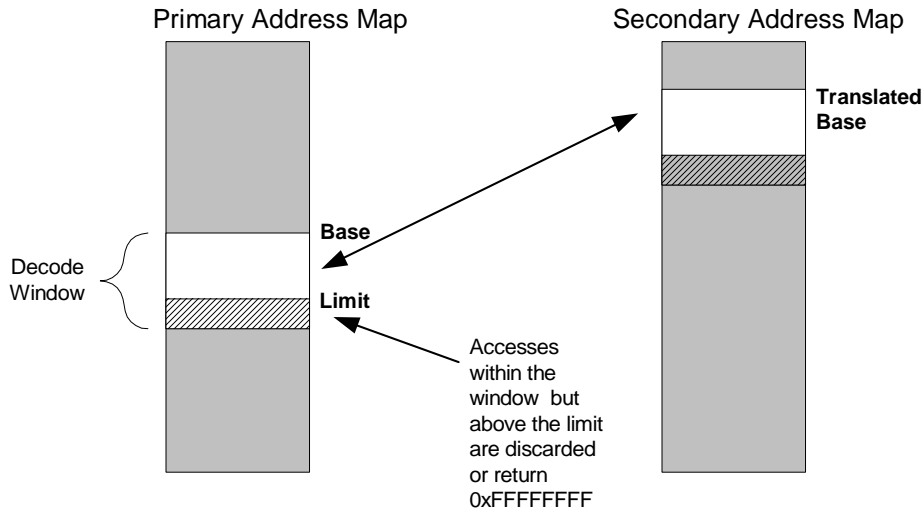 Primary Address Map
Secondary Address Map
Translated
Base
Base
Decode
Window
Limit
Accesses
within the
window but
above the limit
are discarded
or return
0xFFFFFFFF